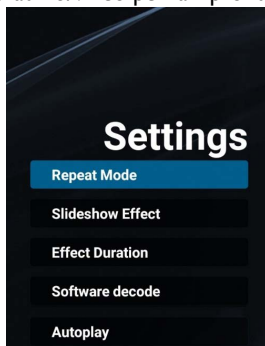 Settings
Repeat Mode
Slideshow Effect
Effect Duration
Software decode
Autoplay